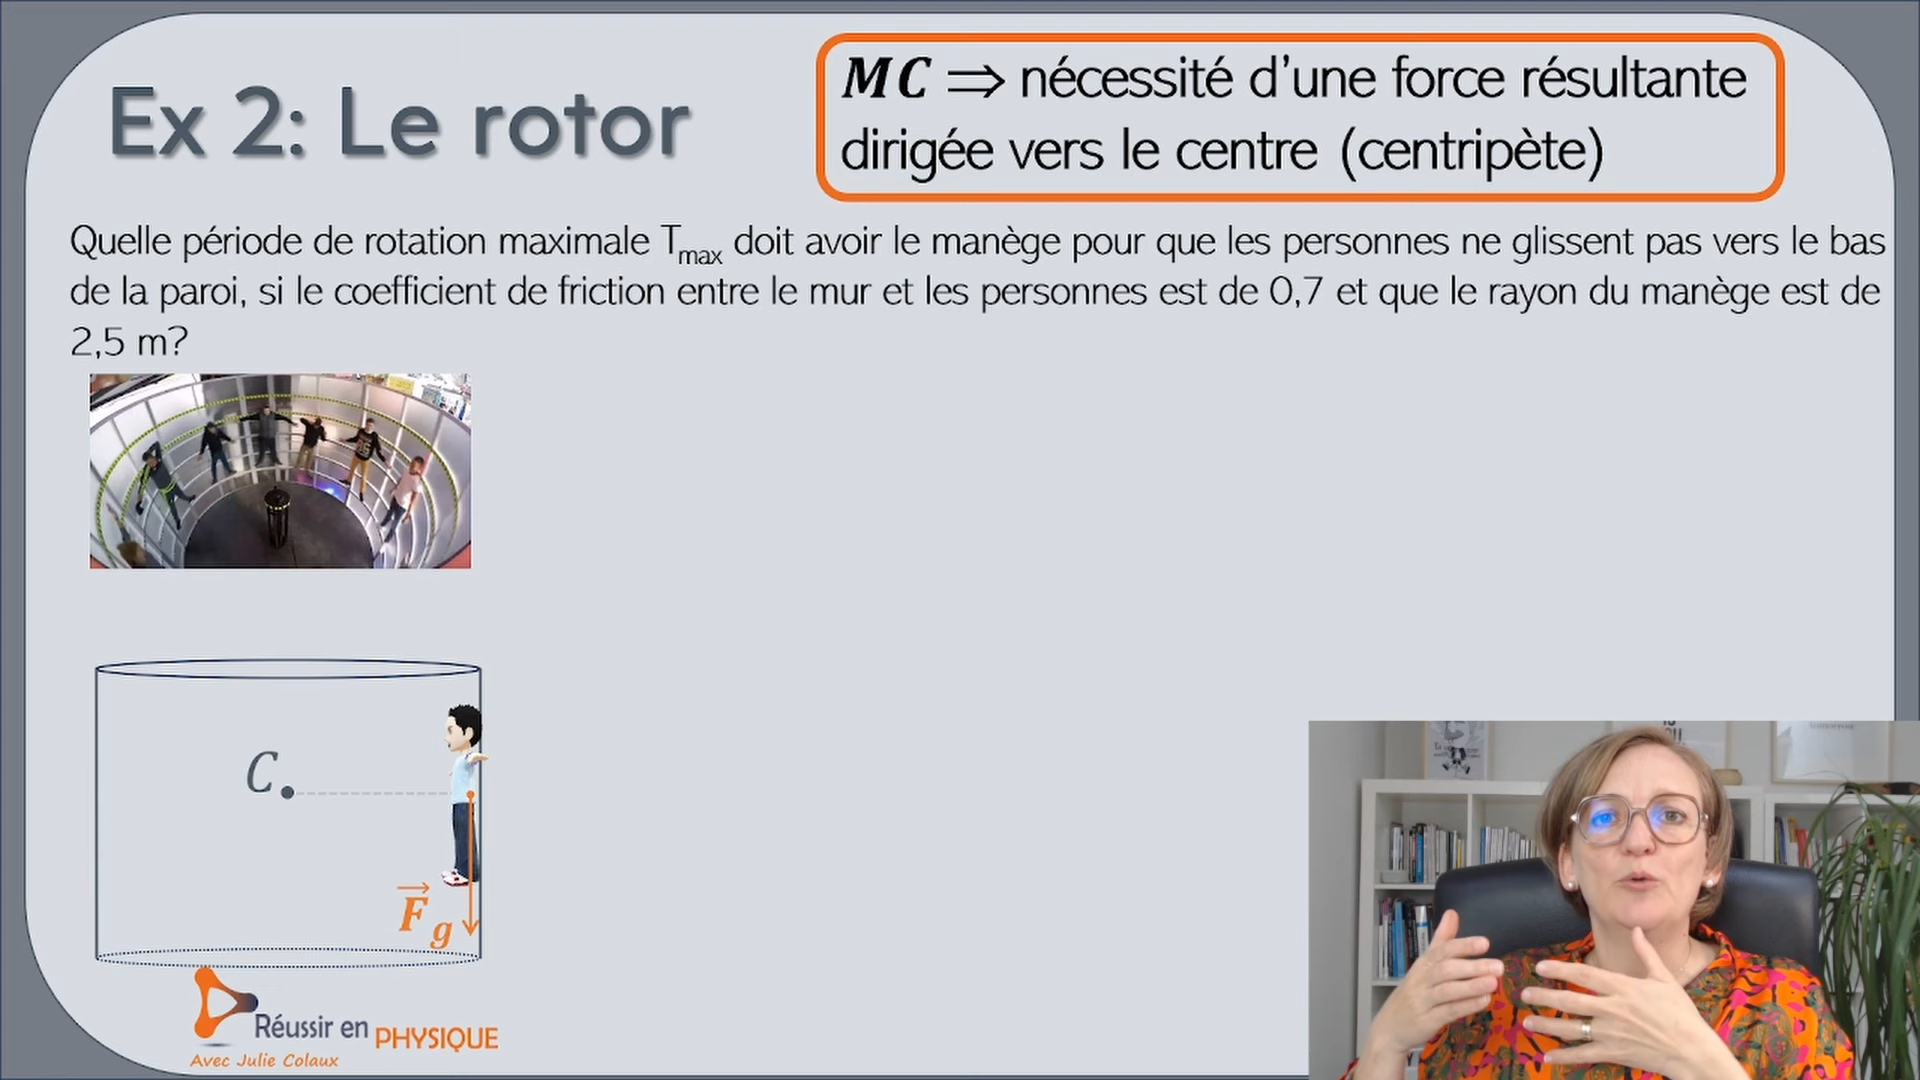 Ex 2: Le rotor
MC ⟹ nécessité d'une force résultante
dirigée vers le centre (centripète)
Quelle période de rotation maximale Tmax doit avoir le manège pour que les personnes ne glissent pas vers le bas
de la paroi, si le coefficient de friction entre le mur et les personnes est de 0,7 et que le rayon du manège est de
2,5 m?
C
F⃗g
Réussir en PHYSIQUE
Avec Julie Colaux